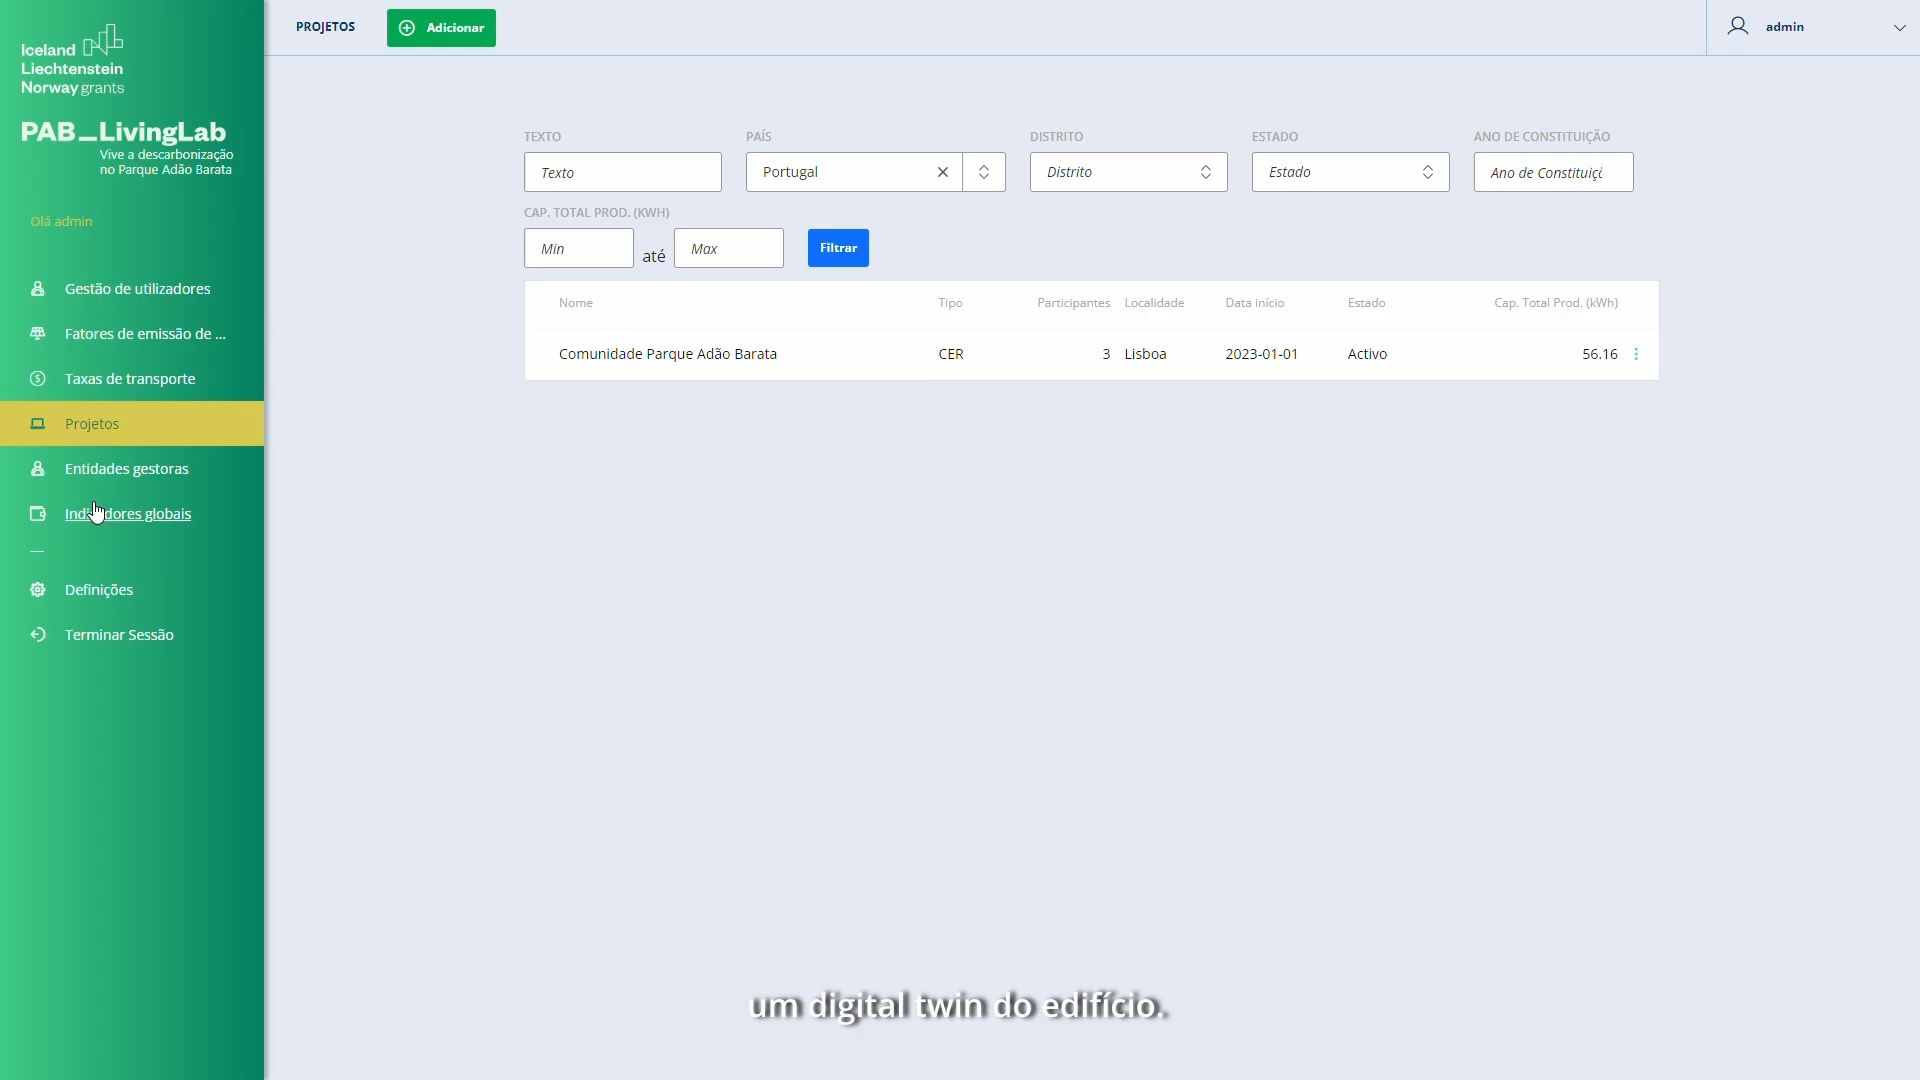 Iceland
Liechtenstein
Norway grants
PAB_LivingLab
Vive a descarbonização
no Parque Adão Barata
Olá admin
Gestão de utilizadores
Fatores de emissão de ...
Taxas de transporte
Projetos
Entidades gestoras
Indicadores globais
Definições
Terminar Sessão
PROJETOS
Adicionar
admin
TEXTO PAÍS DISTRITO ESTADO ANO DE CONSTITUIÇÃO
Texto Portugal Distrito Estado Ano de Constituiçã
CAP. TOTAL PROD. (KWH)
Min até Max Filtrar
Nome Tipo Participantes Localidade Data início Estado Cap. Total Prod. (kWh)
Comunidade Parque Adão Barata CER 3 Lisboa 2023-01-01 Activo 56.16
um digital twin do edifício.